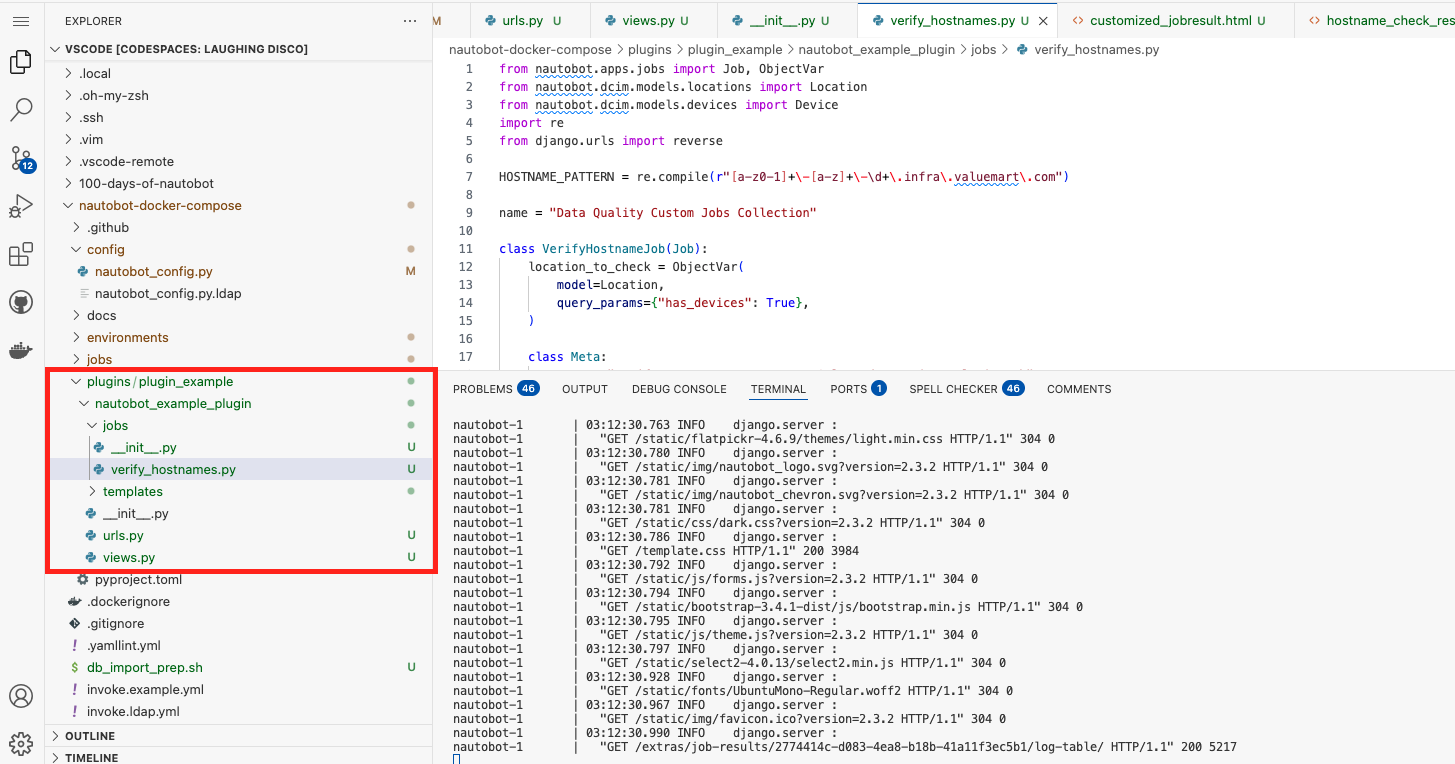 EXPLORER
VSCODE [CODESPACES: LAUGHING DISCO]
.local
.oh-my-zsh
.ssh
.vim
.vscode-remote
100-days-of-nautobot
nautobot-docker-compose
.github
config
nautobot_config.py M
nautobot_config.py.ldap
docs
environments
jobs
plugins/plugin_example
nautobot_example_plugin
jobs
__init__.py U
verify_hostnames.py U
templates
__init__.py
urls.py U
views.py U
pyproject.toml
.dockerignore
.gitignore
.yamllint.yml
db_import_prep.sh U
invoke.example.yml
invoke.ldap.yml
OUTLINE
TIMELINE
12
M urls.py U views.py U __init__.py U verify_hostnames.py U customized_jobresult.html U hostname_check_res
nautobot-docker-compose > plugins > plugin_example > nautobot_example_plugin > jobs > verify_hostnames.py
1 from nautobot.apps.jobs import Job, ObjectVar
2 from nautobot.dcim.models.locations import Location
3 from nautobot.dcim.models.devices import Device
4 import re
5 from django.urls import reverse
6
7 HOSTNAME_PATTERN = re.compile(r"[a-z0-1]+\-[a-z]+\-\d+\.infra\.valuemart\.com")
8
9 name = "Data Quality Custom Jobs Collection"
10
11 class VerifyHostnameJob(Job):
12 location_to_check = ObjectVar(
13 model=Location,
14 query_params={"has_devices": True},
15 )
16
17 class Meta:
PROBLEMS 46 OUTPUT DEBUG CONSOLE TERMINAL PORTS 1 SPELL CHECKER 46 COMMENTS
nautobot-1 | 03:12:30.763 INFO django.server :
nautobot-1 | "GET /static/flatpickr-4.6.9/themes/light.min.css HTTP/1.1" 304 0
nautobot-1 | 03:12:30.780 INFO django.server :
nautobot-1 | "GET /static/img/nautobot_logo.svg?version=2.3.2 HTTP/1.1" 304 0
nautobot-1 | 03:12:30.781 INFO django.server :
nautobot-1 | "GET /static/img/nautobot_chevron.svg?version=2.3.2 HTTP/1.1" 304 0
nautobot-1 | 03:12:30.781 INFO django.server :
nautobot-1 | "GET /static/css/dark.css?version=2.3.2 HTTP/1.1" 304 0
nautobot-1 | 03:12:30.786 INFO django.server :
nautobot-1 | "GET /template.css HTTP/1.1" 200 3984
nautobot-1 | 03:12:30.792 INFO django.server :
nautobot-1 | "GET /static/js/forms.js?version=2.3.2 HTTP/1.1" 304 0
nautobot-1 | 03:12:30.794 INFO django.server :
nautobot-1 | "GET /static/bootstrap-3.4.1-dist/js/bootstrap.min.js HTTP/1.1" 304 0
nautobot-1 | 03:12:30.795 INFO django.server :
nautobot-1 | "GET /static/js/theme.js?version=2.3.2 HTTP/1.1" 304 0
nautobot-1 | 03:12:30.797 INFO django.server :
nautobot-1 | "GET /static/select2-4.0.13/select2.min.js HTTP/1.1" 304 0
nautobot-1 | 03:12:30.928 INFO django.server :
nautobot-1 | "GET /static/fonts/UbuntuMono-Regular.woff2 HTTP/1.1" 304 0
nautobot-1 | 03:12:30.967 INFO django.server :
nautobot-1 | "GET /static/img/favicon.ico?version=2.3.2 HTTP/1.1" 304 0
nautobot-1 | 03:12:30.990 INFO django.server :
nautobot-1 | "GET /extras/job-results/2774414c-d083-4ea8-b18b-41a11f3ec5b1/log-table/ HTTP/1.1" 200 5217